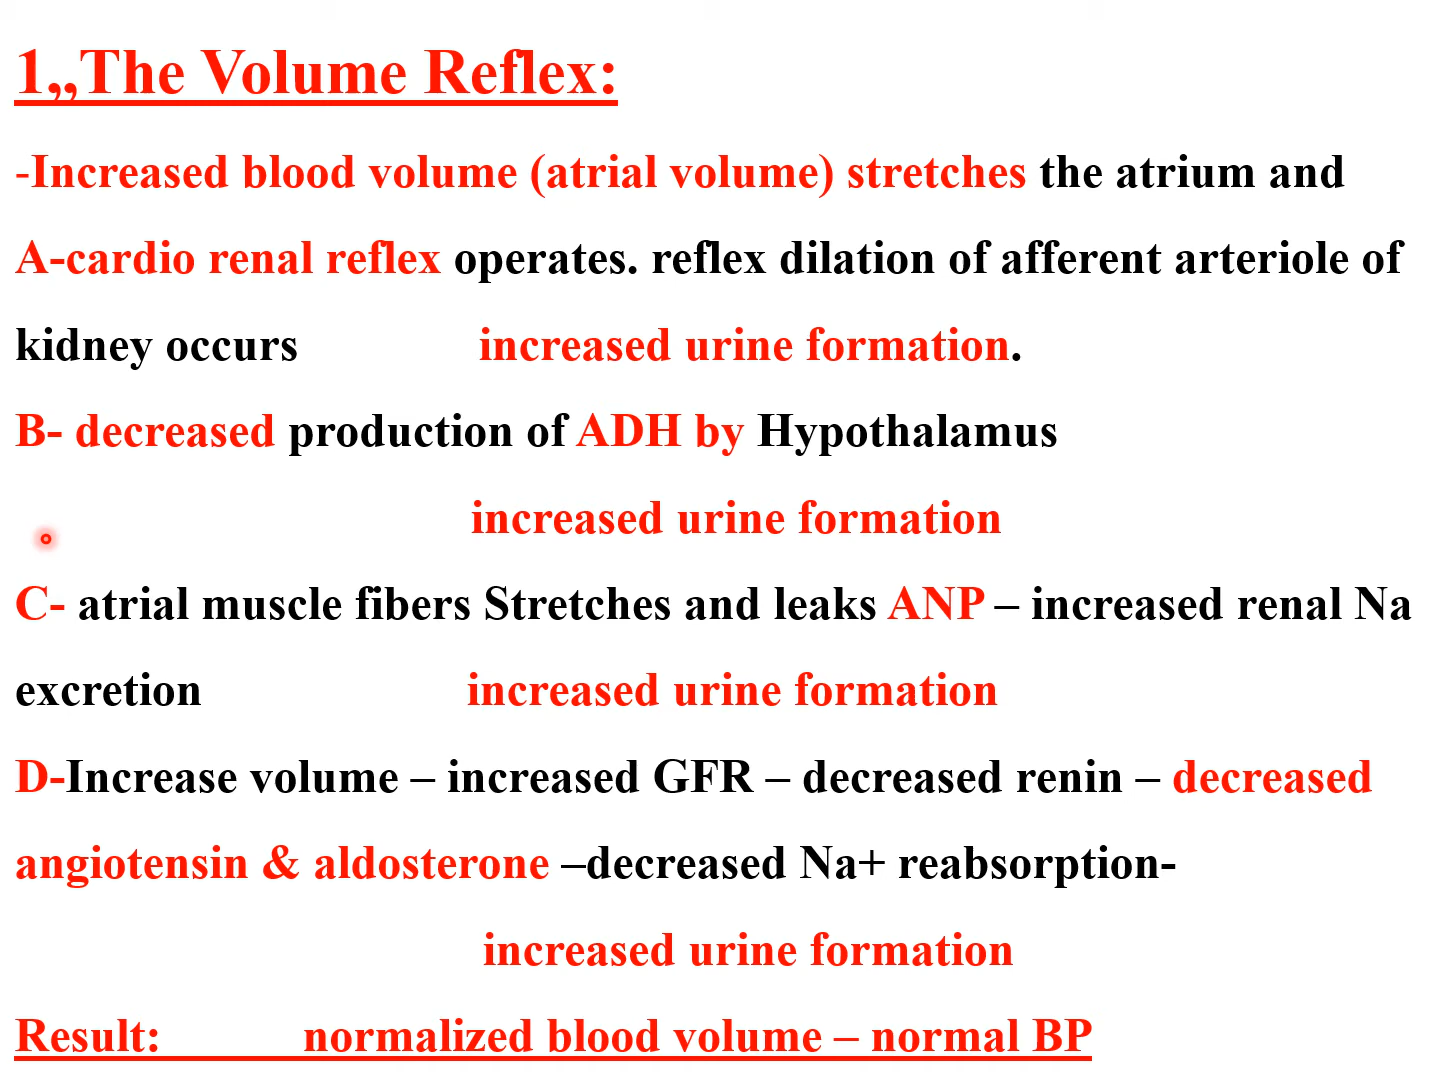 1,,The Volume Reflex:
-Increased blood volume (atrial volume) stretches the atrium and
A-cardio renal reflex operates. reflex dilation of afferent arteriole of
kidney occurs increased urine formation.
B- decreased production of ADH by Hypothalamus
increased urine formation
C- atrial muscle fibers Stretches and leaks ANP – increased renal Na
excretion increased urine formation
D-Increase volume – increased GFR – decreased renin – decreased
angiotensin & aldosterone –decreased Na+ reabsorption-
increased urine formation
Result: normalized blood volume – normal BP